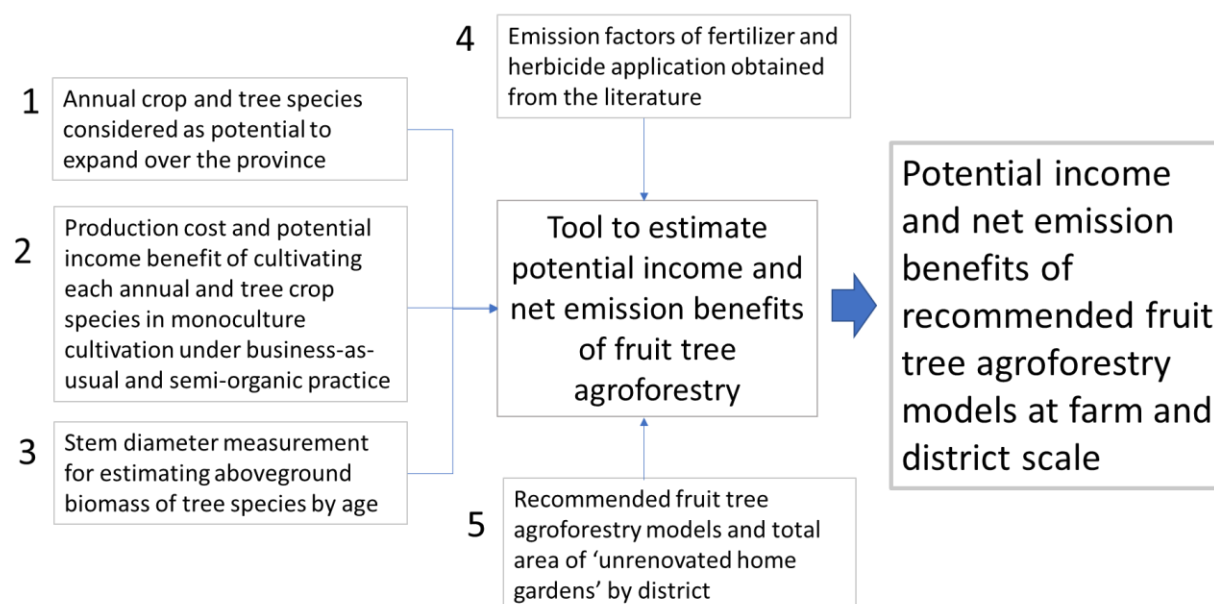 1
Annual crop and tree species
considered as potential to
expand over the province
2
Production cost and potential
income benefit of cultivating
each annual and tree crop
species in monoculture
cultivation under business-as-
usual and semi-organic practice
3
Stem diameter measurement
for estimating aboveground
biomass of tree species by age
4
Emission factors of fertilizer and
herbicide application obtained
from the literature
Tool to estimate
potential income and
net emission benefits
of fruit tree
agroforestry
5
Recommended fruit tree
agroforestry models and total
area of ‘unrenovated home
gardens’ by district
Potential income
and net emission
benefits of
recommended fruit
tree agroforestry
models at farm and
district scale